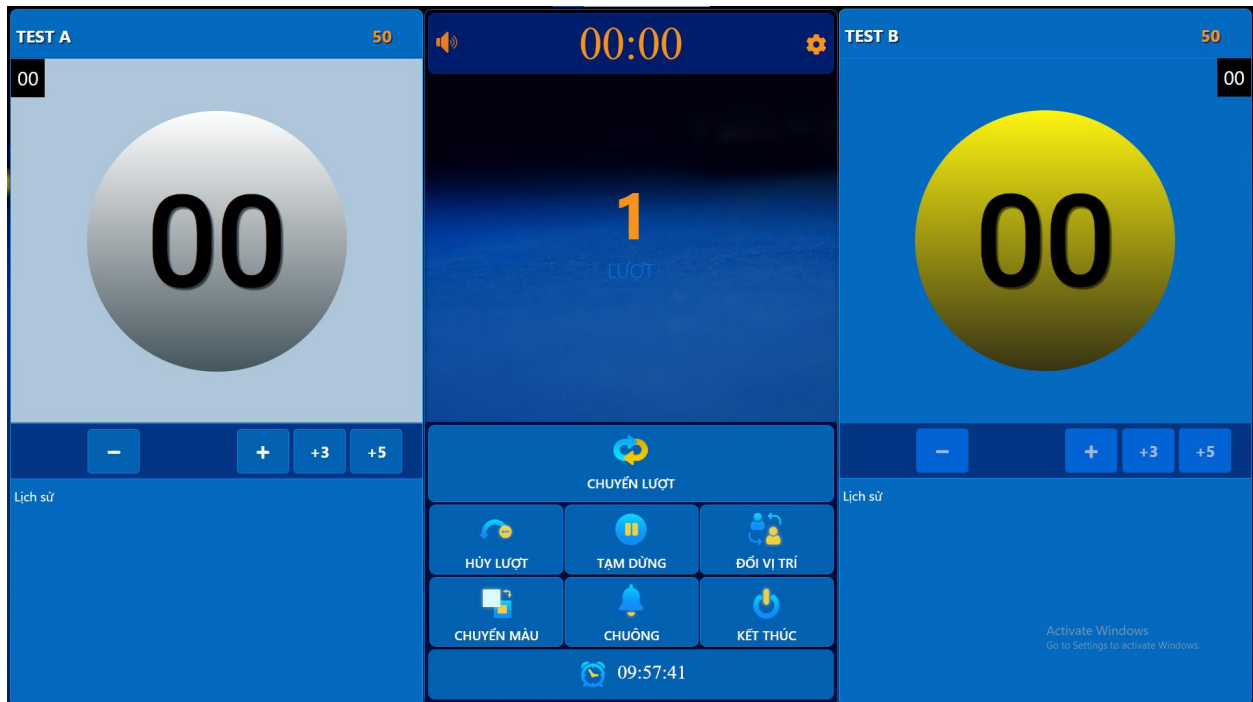 TEST A 50
00
00
- + +3 +5
Lịch sử
00:00
1
LƯỢT
CHUYỂN LƯỢT
HỦY LƯỢT TẠM DỪNG ĐỔI VỊ TRÍ
CHUYỂN MÀU CHUÔNG KẾT THÚC
09:57:41
TEST B 50
00
00
- + +3 +5
Lịch sử
Activate Windows
Go to Settings to activate Windows.